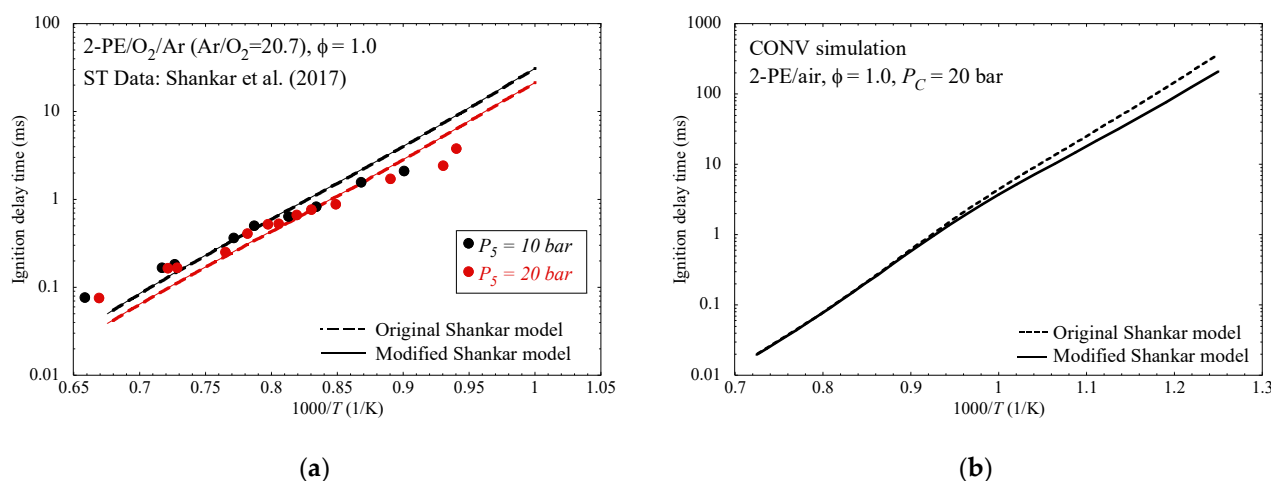 100
10
1
0.1
0.01
Ignition delay time (ms)
2-PE/O₂/Ar (Ar/O₂=20.7), ϕ = 1.0
ST Data: Shankar et al. (2017)
P₅ = 10 bar
P₅ = 20 bar
Original Shankar model
Modified Shankar model
0.65 0.7 0.75 0.8 0.85 0.9 0.95 1 1.05
1000/T (1/K)
(a)
1000
100
10
1
0.1
0.01
Ignition delay time (ms)
CONV simulation
2-PE/air, ϕ = 1.0, P_C = 20 bar
Original Shankar model
Modified Shankar model
0.7 0.8 0.9 1 1.1 1.2 1.3
1000/T (1/K)
(b)